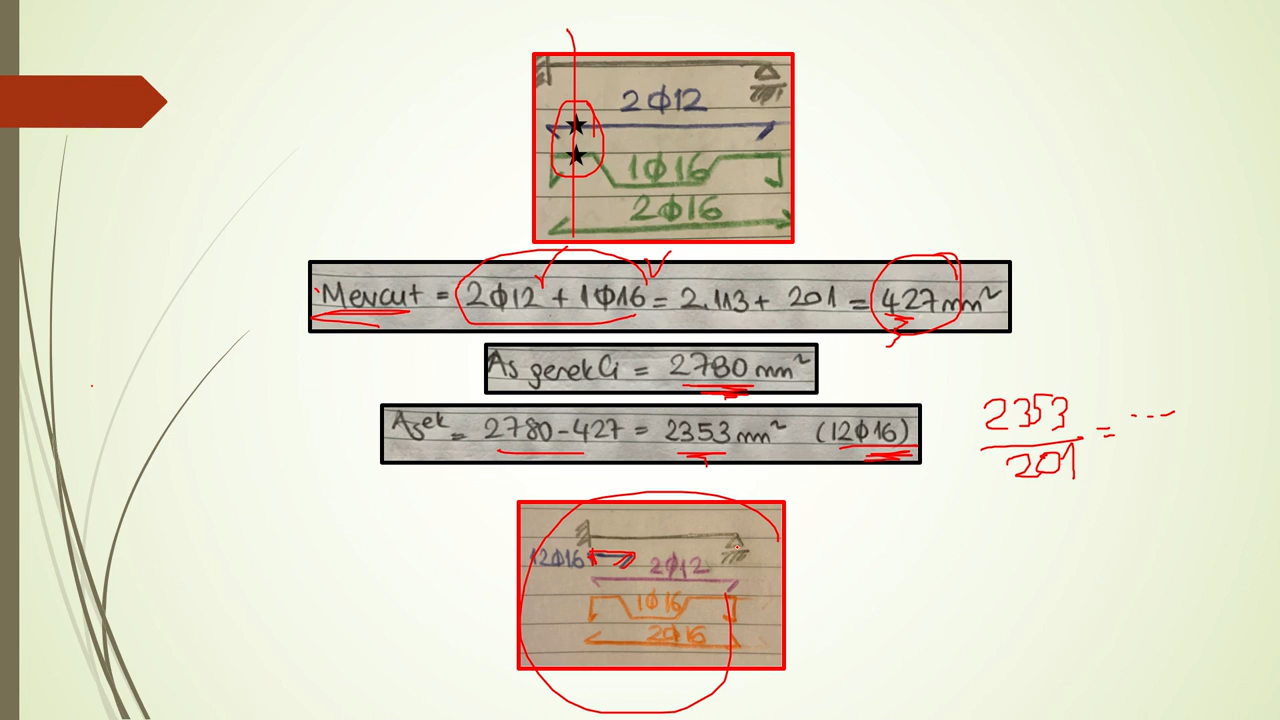 2ϕ12
1ϕ16
2ϕ16
Mevcut = 2ϕ12 + 1ϕ16 = 2.113 + 201 = 427 mm²
As gerekli = 2780 mm²
Asek = 2780 - 427 = 2353 mm² (12ϕ16)
2353
201
= ---
12ϕ16
2ϕ12
1ϕ16
2ϕ16